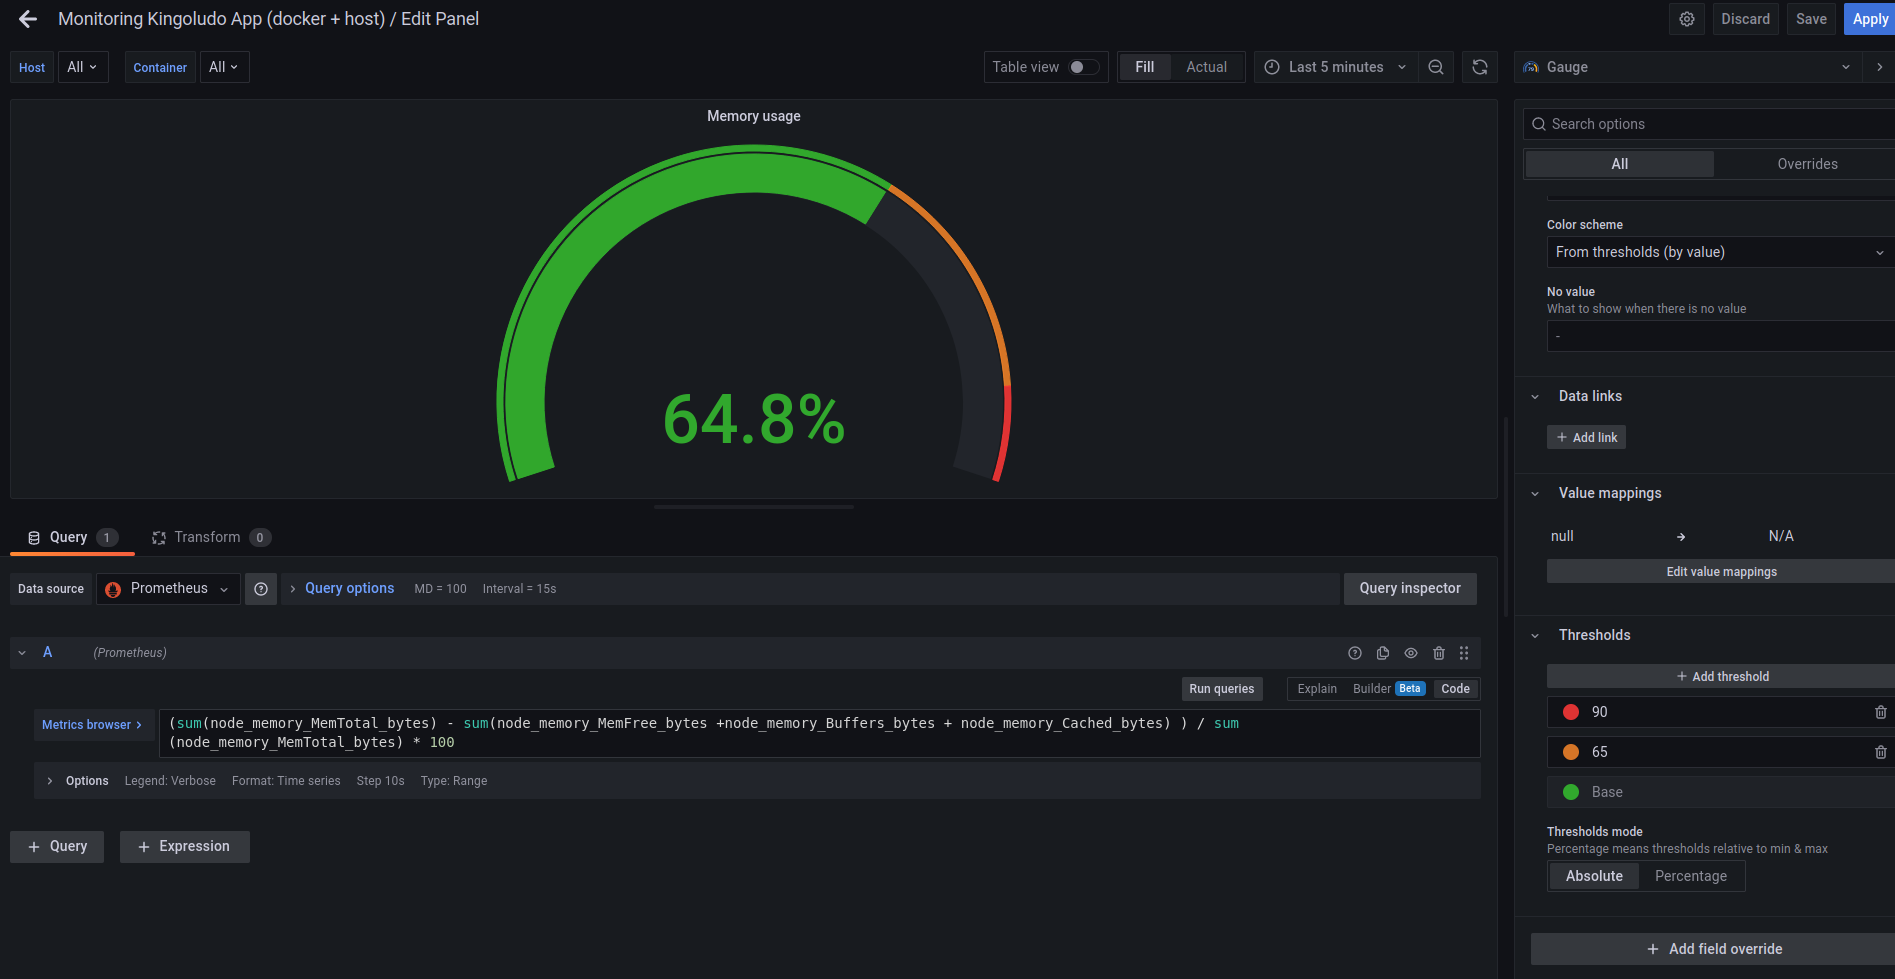 Monitoring Kingoludo App (docker + host) / Edit Panel
Discard
Save
Apply
Host
All
Container
All
Table view
Fill
Actual
Last 5 minutes
Gauge
Memory usage
64.8%
Search options
All
Overrides
Color scheme
From thresholds (by value)
No value
What to show when there is no value
-
Data links
+ Add link
Value mappings
null → N/A
Edit value mappings
Thresholds
+ Add threshold
90
65
Base
Thresholds mode
Percentage means thresholds relative to min & max
Absolute
Percentage
+ Add field override
Query 1
Transform 0
Data source
Prometheus
Query options
MD = 100
Interval = 15s
Query inspector
A
(Prometheus)
Run queries
Explain
Builder Beta
Code
Metrics browser >
(sum(node_memory_MemTotal_bytes) - sum(node_memory_MemFree_bytes +node_memory_Buffers_bytes + node_memory_Cached_bytes) ) / sum
(node_memory_MemTotal_bytes) * 100
Options
Legend: Verbose
Format: Time series
Step 10s
Type: Range
+ Query
+ Expression